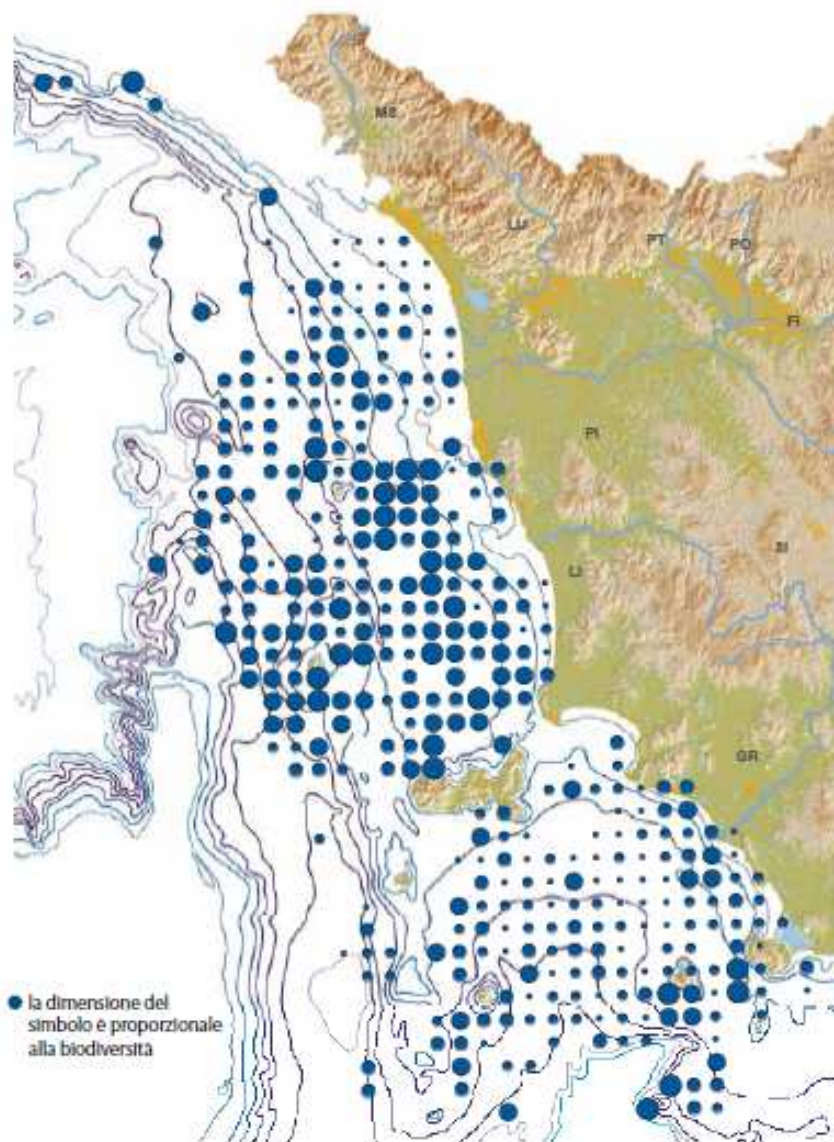 MS
LU
PT
PO
FI
PI
LI
SI
GR
la dimensione del
simbolo è proporzionale
alla biodiversità